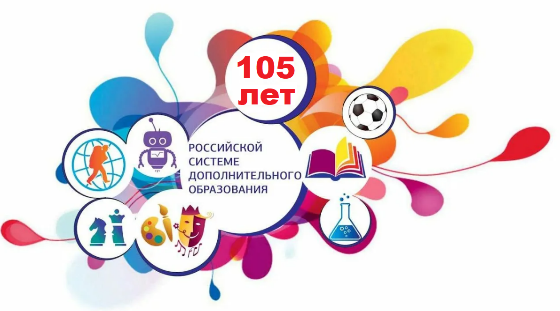 105
лет
РОССИЙСКОЙ
СИСТЕМЕ
ДОПОЛНИТЕЛЬНОГО
ОБРАЗОВАНИЯ